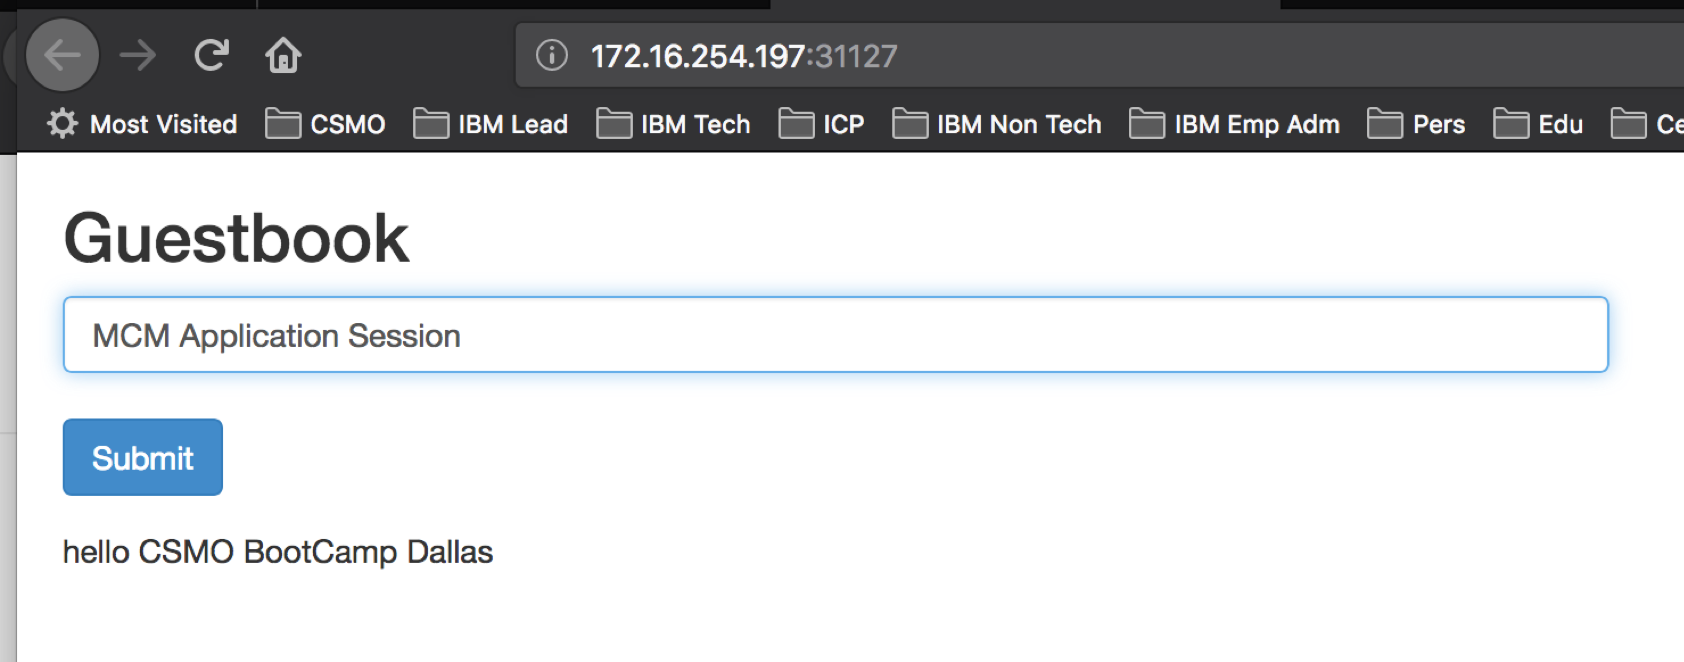 172.16.254.197:31127
Most Visited CSMO IBM Lead IBM Tech ICP IBM Non Tech IBM Emp Adm Pers Edu Ce
Guestbook
MCM Application Session
Submit
hello CSMO BootCamp Dallas